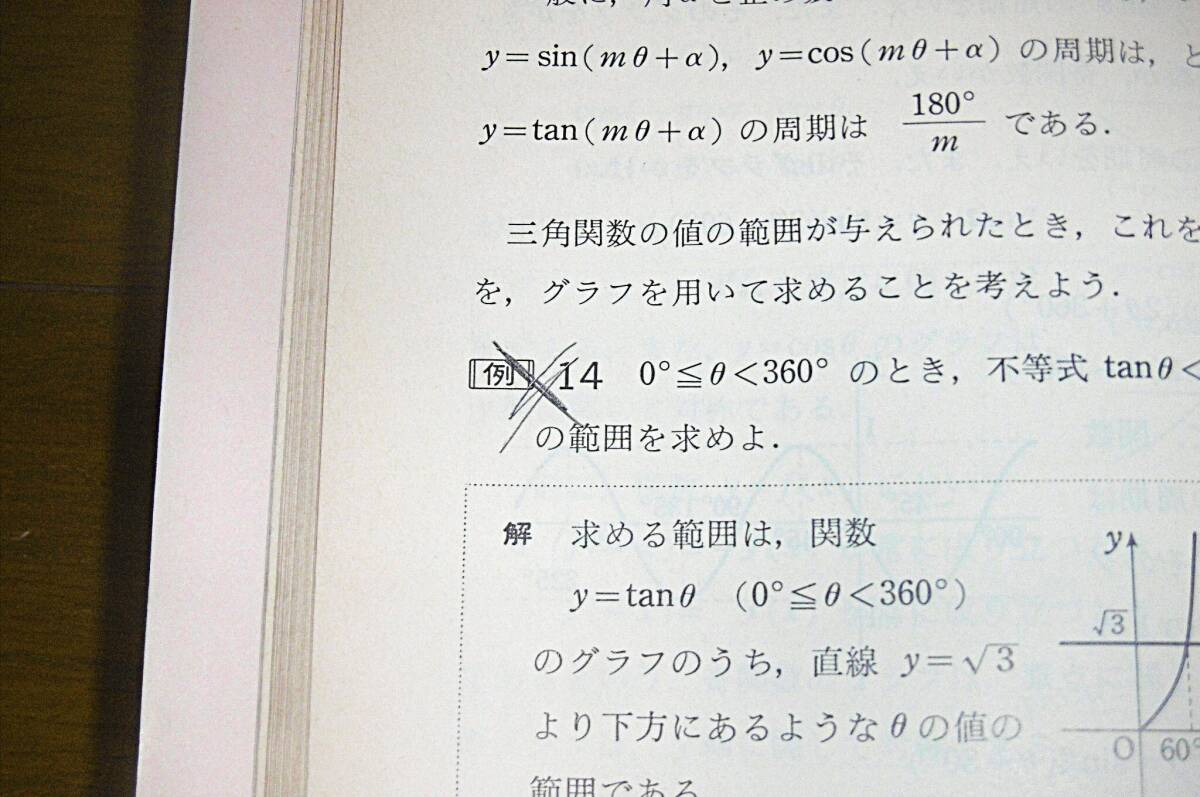 y=sin(mθ+α), y=cos(mθ+α) の周期は,
y=tan(mθ+α) の周期は 180°/m である.
三角関数の値の範囲が与えられたとき, これを
を, グラフを用いて求めることを考えよう.
例 14 0°≦θ<360° のとき, 不等式 tanθ<
の範囲を求めよ.
解 求める範囲は, 関数
y=tanθ (0°≦θ<360°)
のグラフのうち, 直線 y=√3
より下方にあるようなθの値の
範囲である.
y
√3
O 60°